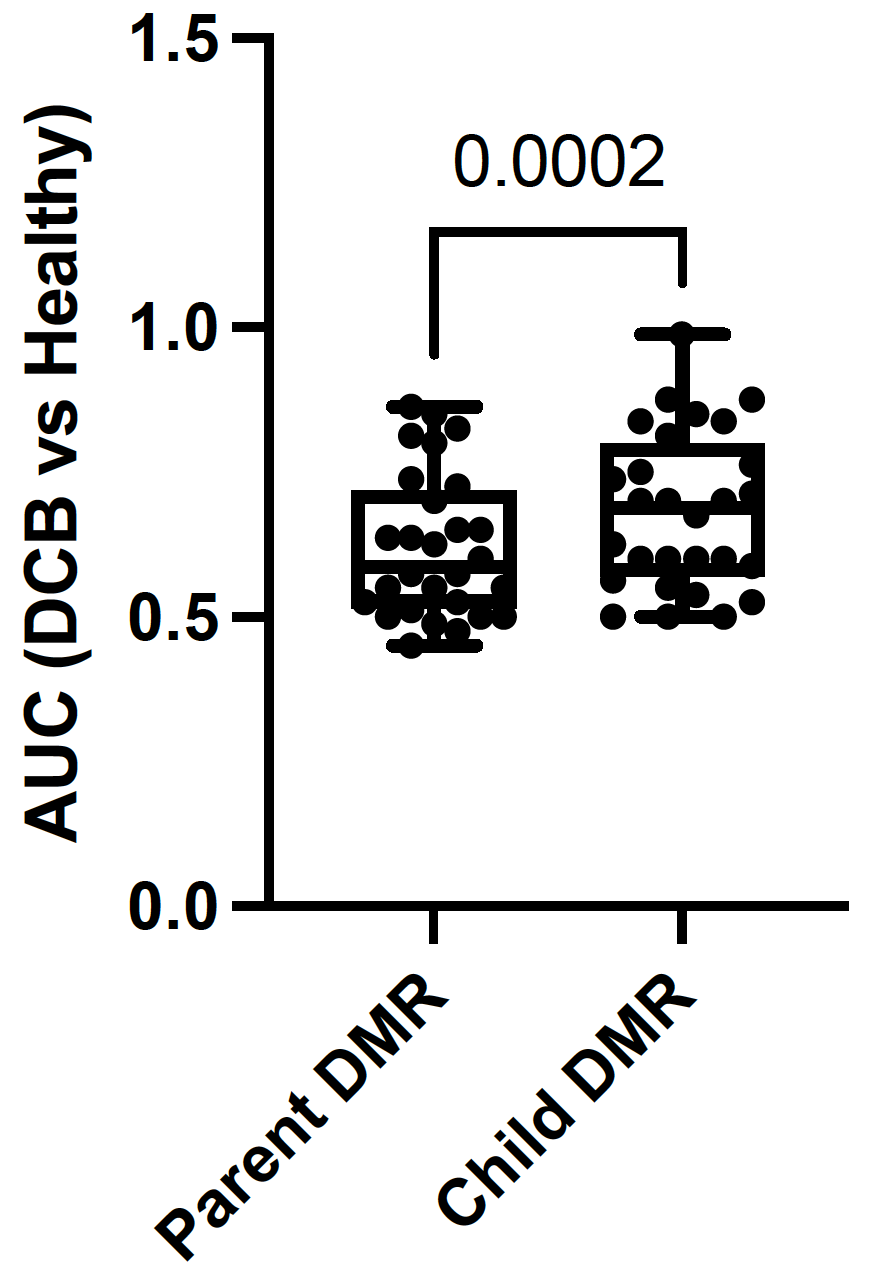 1.5
0.0002
1.0
0.5
0.0
AUC (DCB vs Healthy)
Parent DMR
Child DMR